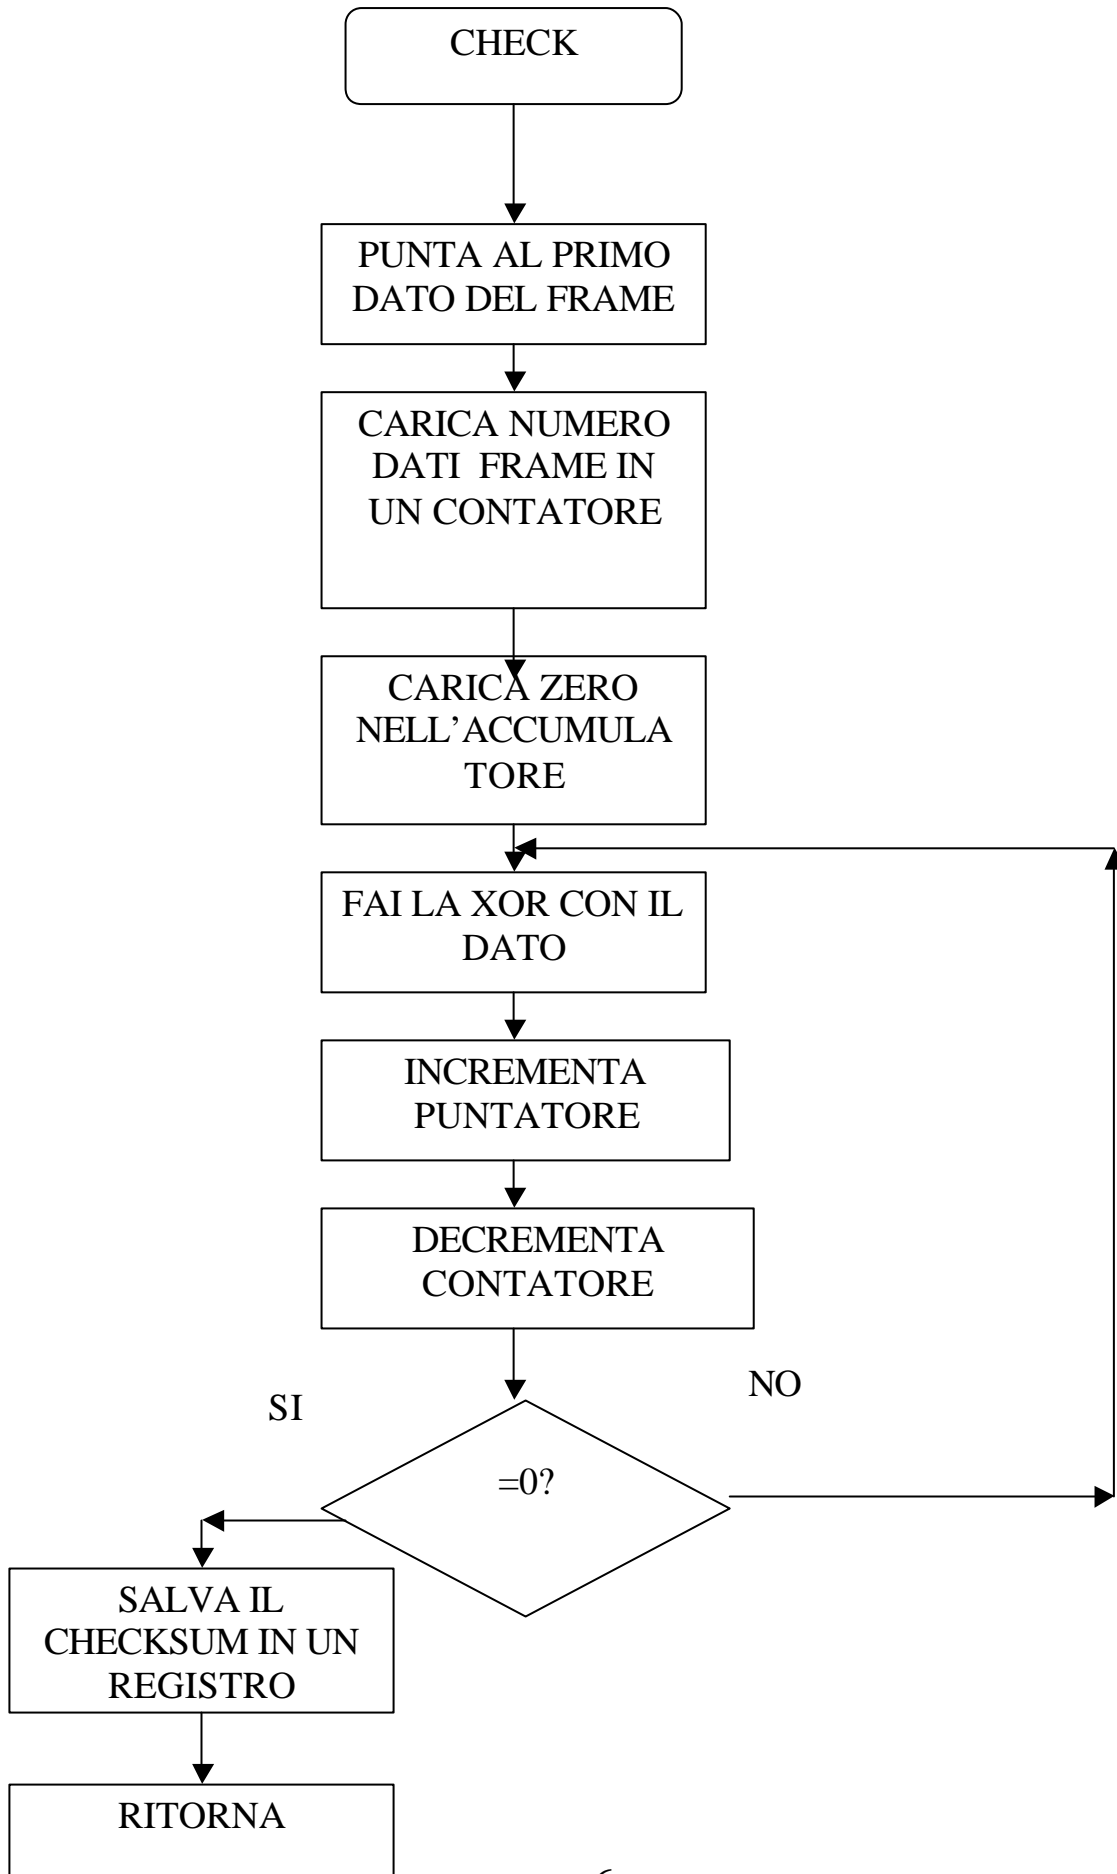 CHECK
PUNTA AL PRIMO
DATO DEL FRAME
CARICA NUMERO
DATI FRAME IN
UN CONTATORE
CARICA ZERO
NELL'ACCUMULA
TORE
FAI LA XOR CON IL
DATO
INCREMENTA
PUNTATORE
DECREMENTA
CONTATORE
NO
SI
=0?
SALVA IL
CHECKSUM IN UN
REGISTRO
RITORNA